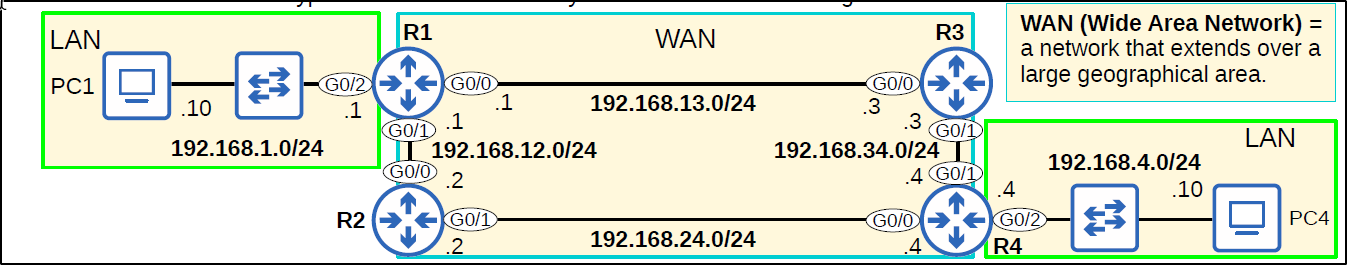 LAN
R1
WAN
R3
WAN (Wide Area Network) =
a network that extends over a
large geographical area.
PC1
G0/2
G0/0
G0/0
.10
.1
.1
192.168.13.0/24
.3
192.168.1.0/24
G0/1
.1
.3
G0/1
192.168.12.0/24
192.168.34.0/24
LAN
G0/0
.2
.4
G0/1
192.168.4.0/24
.4
.10
R2
G0/1
G0/0
G0/2
PC4
.2
192.168.24.0/24
.4
R4